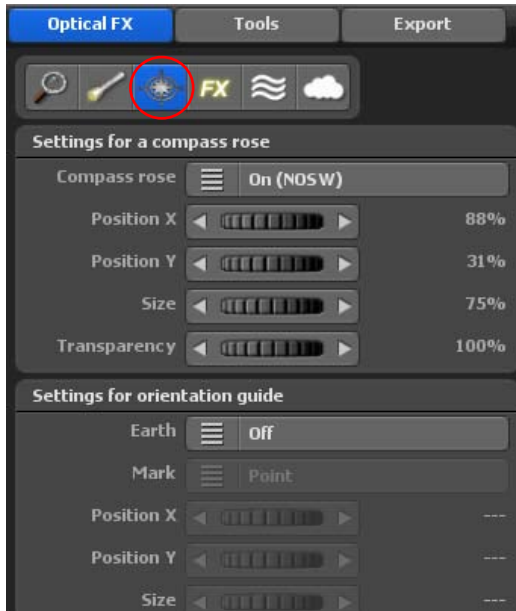 Optical FX Tools Export
FX
Settings for a compass rose
Compass rose On (NOSW)
Position X 88%
Position Y 31%
Size 75%
Transparency 100%
Settings for orientation guide
Earth Off
Mark Point
Position X ---
Position Y ---
Size ---